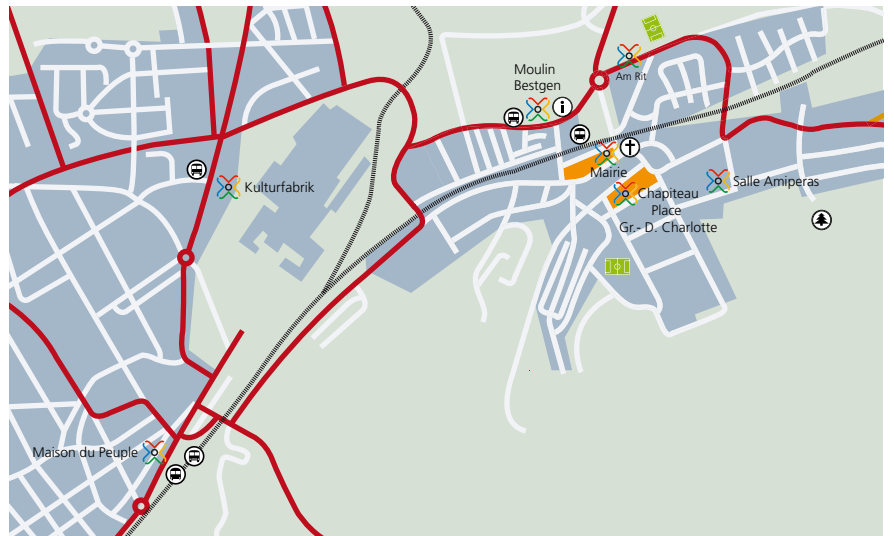 Moulin
Bestgen
i
Am Rit
Mairie
Kulturfabrik
Chapiteau
Place
Gr.- D. Charlotte
Salle Amiperas
Maison du Peuple